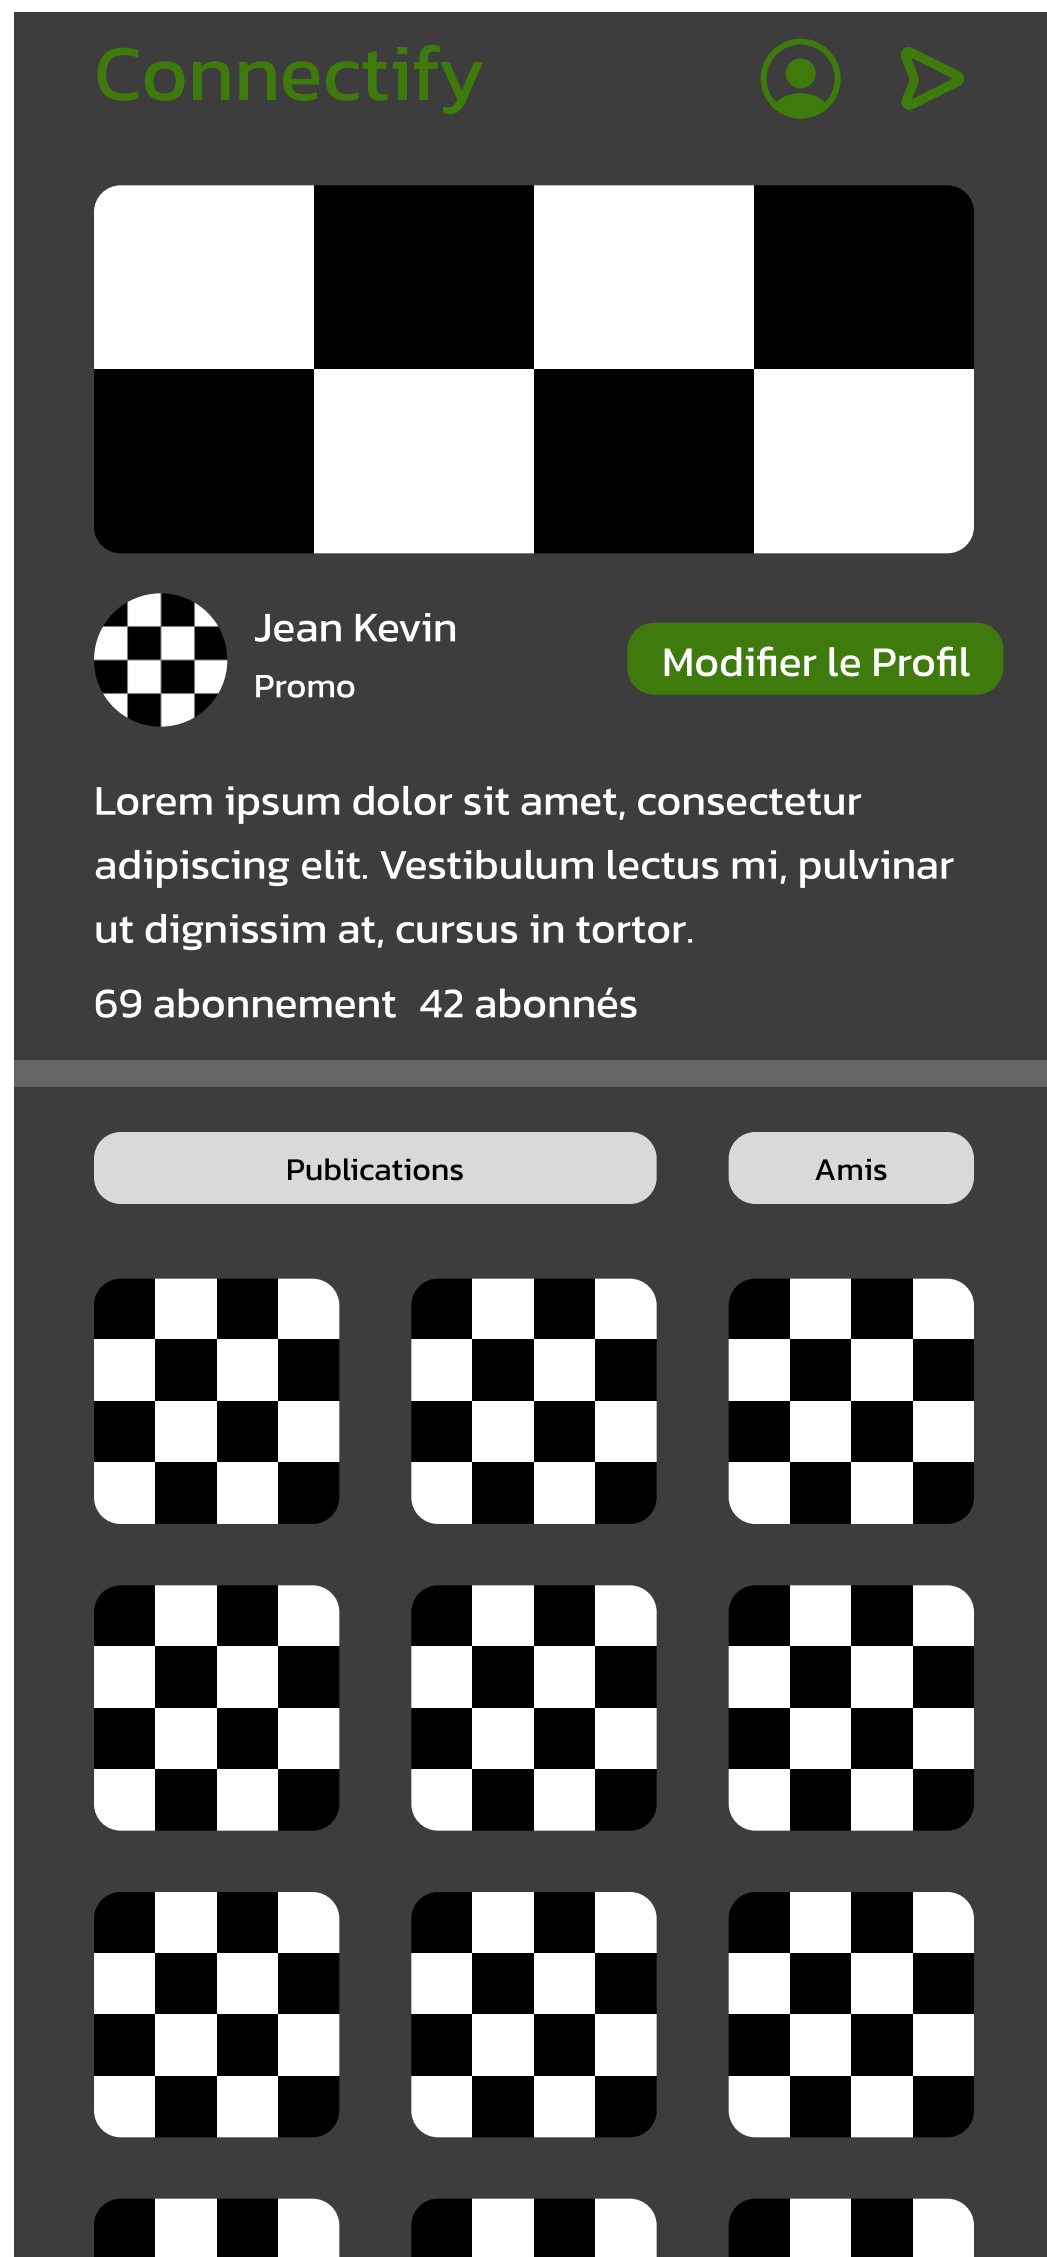 Connectify
Jean Kevin
Promo
Modifier le Profil
Lorem ipsum dolor sit amet, consectetur
adipiscing elit. Vestibulum lectus mi, pulvinar
ut dignissim at, cursus in tortor.
69 abonnement 42 abonnés
Publications
Amis